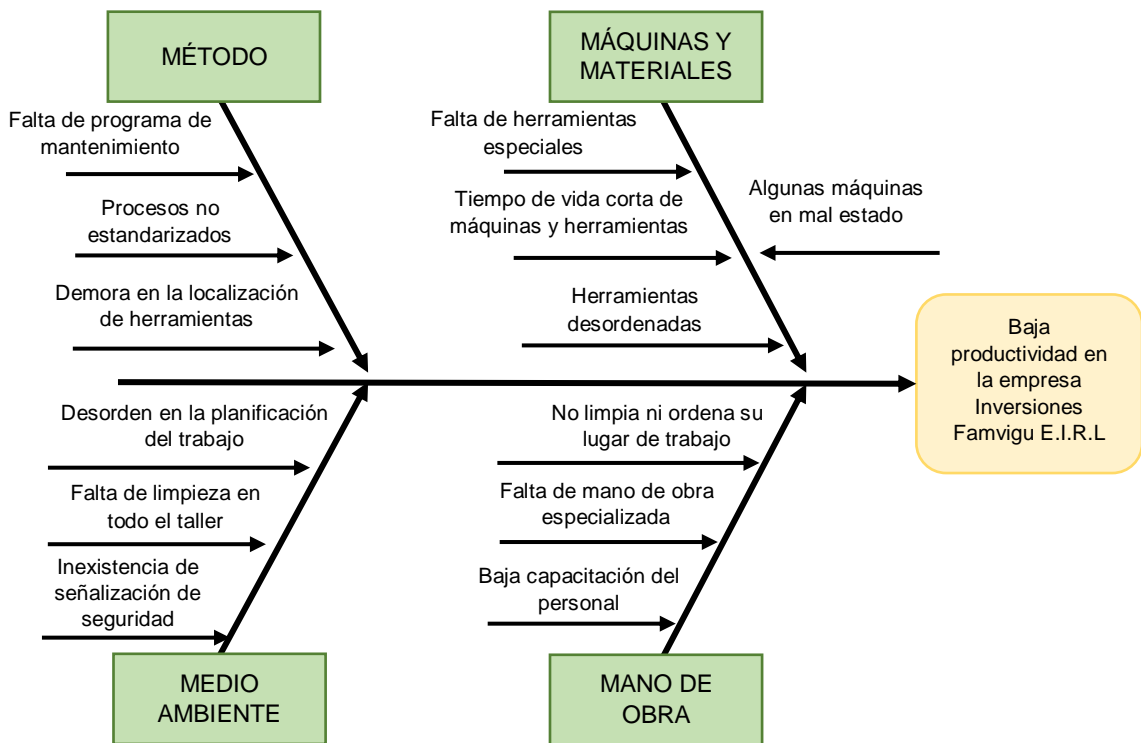 MÉTODO
Falta de programa de
mantenimiento
Procesos no
estandarizados
Demora en la localización
de herramientas
MÁQUINAS Y
MATERIALES
Falta de herramientas
especiales
Tiempo de vida corta de
máquinas y herramientas
Herramientas
desordenadas
Algunas máquinas
en mal estado
Baja
productividad en
la empresa
Inversiones
Famvigu E.I.R.L
Desorden en la planificación
del trabajo
Falta de limpieza en
todo el taller
Inexistencia de
señalización de
seguridad
MEDIO
AMBIENTE
No limpia ni ordena su
lugar de trabajo
Falta de mano de obra
especializada
Baja capacitación del
personal
MANO DE
OBRA